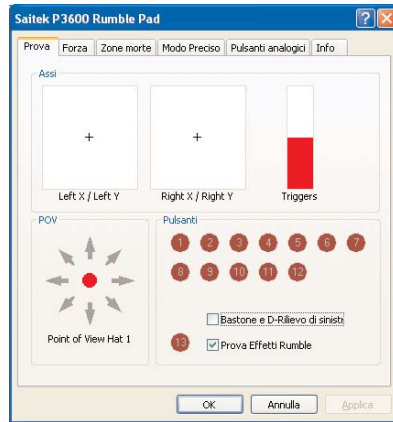 Saitek P3600 Rumble Pad
Prova Forza Zone morte Modo Preciso Pulsanti analogici Info
Assi
Left X / Left Y Right X / Right Y Triggers
POV
Point of View Hat 1
Pulsanti
1 2 3 4 5 6 7
8 9 10 11 12
Bastone e D-Rilievo di sinistr
13 Prova Effetti Rumble
OK Annulla Applica